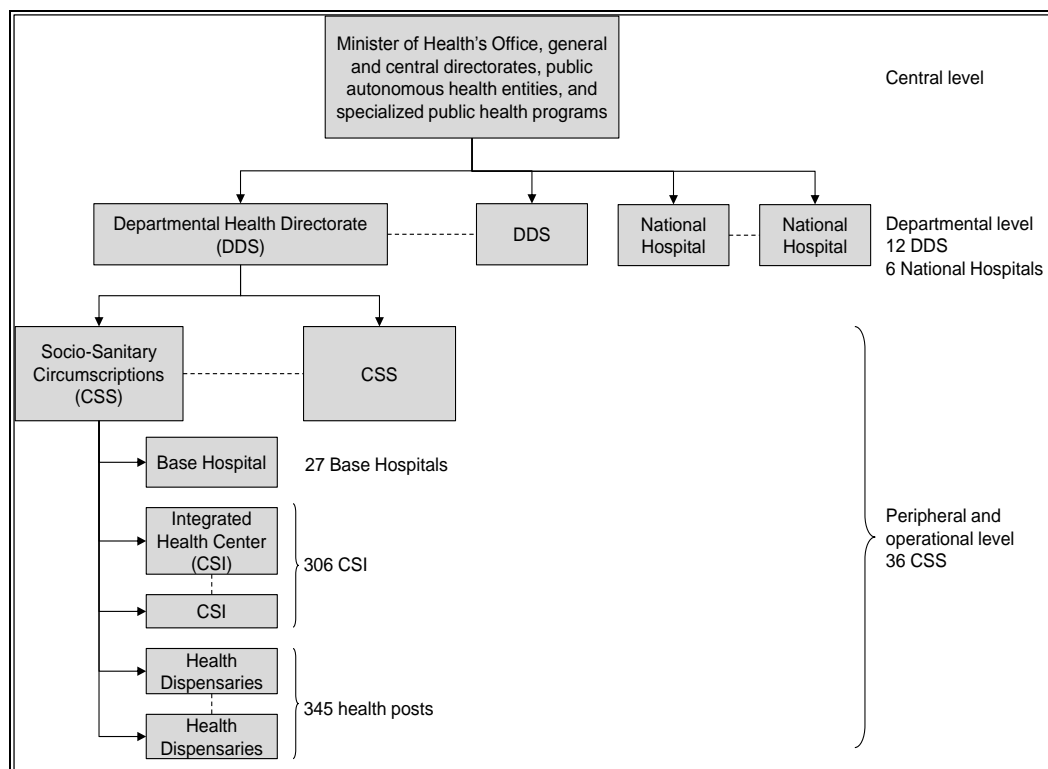 Minister of Health's Office, general
and central directorates, public
autonomous health entities, and
specialized public health programs
Central level
Departmental Health Directorate
(DDS)
DDS
National
Hospital
National
Hospital
Departmental level
12 DDS
6 National Hospitals
Socio-Sanitary
Circumscriptions
(CSS)
CSS
Base Hospital
27 Base Hospitals
Integrated
Health Center
(CSI)
306 CSI
CSI
Peripheral and
operational level
36 CSS
Health
Dispensaries
345 health posts
Health
Dispensaries